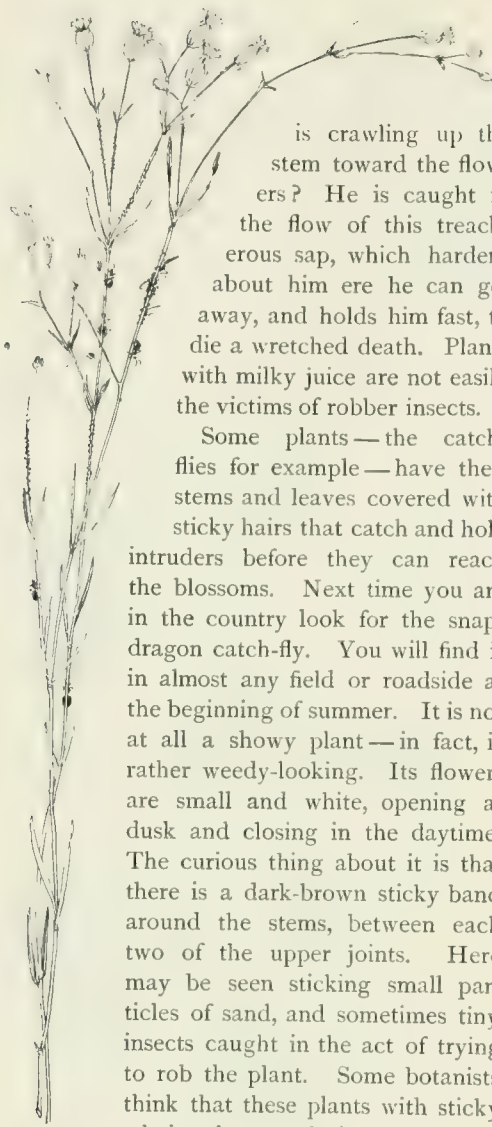 is crawling up th
stem toward the flow
ers? He is caught i
the flow of this treach
erous sap, which harden
about him ere he can ge
away, and holds him fast, t
die a wretched death. Plant
with milky juice are not easil
the victims of robber insects.
Some plants — the catch
flies for example — have thei
stems and leaves covered wit
sticky hairs that catch and hol
intruders before they can reac
the blossoms. Next time you ar
in the country look for the snap
dragon catch-fly. You will find i
in almost any field or roadside a
the beginning of summer. It is no
at all a showy plant — in fact, i
rather weedy-looking. Its flower
are small and white, opening a
dusk and closing in the daytime
The curious thing about it is tha
there is a dark-brown sticky band
around the stems, between each
two of the upper joints. Here
may be seen sticking small par
ticles of sand, and sometimes tiny
insects caught in the act of trying
to rob the plant. Some botanists
think that these plants with sticky